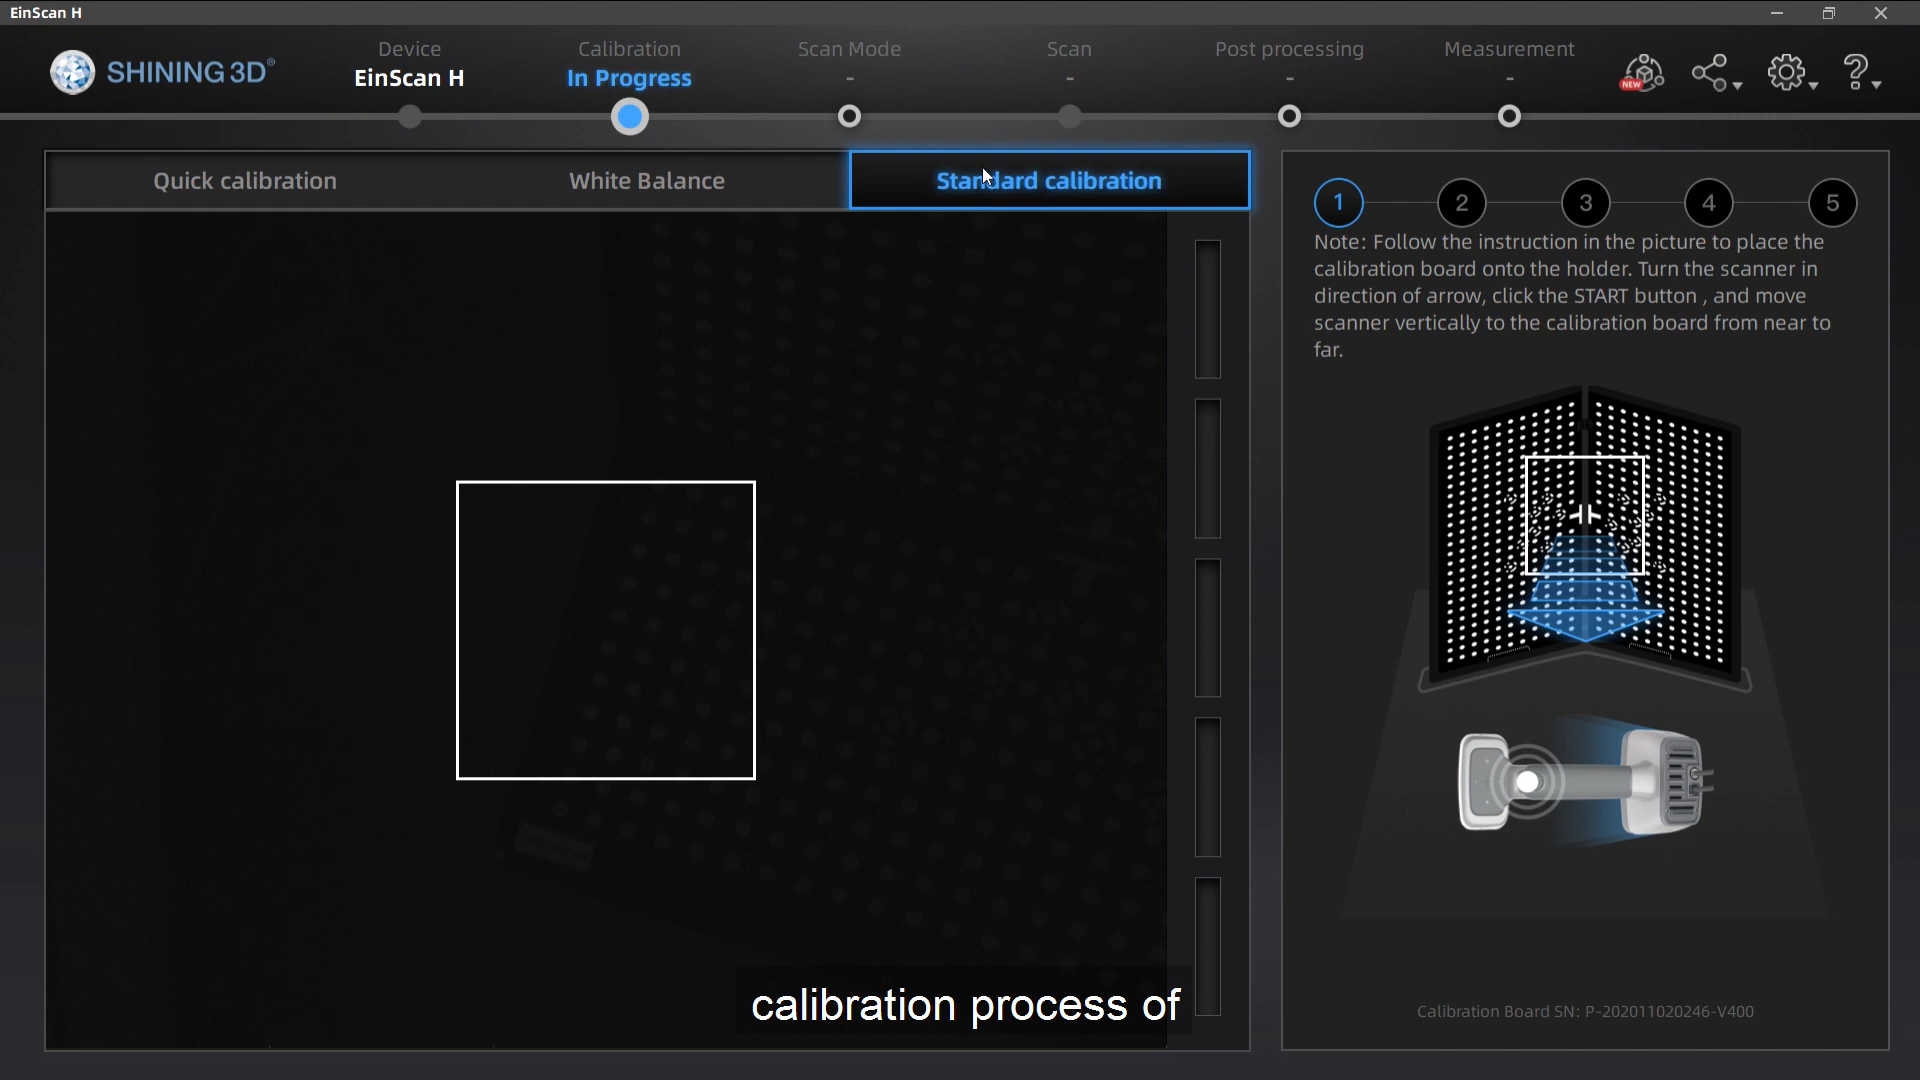 EinScan H
SHINING 3D®
Device
EinScan H
Calibration
In Progress
Scan Mode
-
Scan
-
Post processing
-
Measurement
-
NEW
?
Quick calibration
White Balance
Standard calibration
1 2 3 4 5
Note: Follow the instruction in the picture to place the
calibration board onto the holder. Turn the scanner in
direction of arrow, click the START button , and move
scanner vertically to the calibration board from near to
far.
Calibration Board SN: P-202011020246-V400
calibration process of